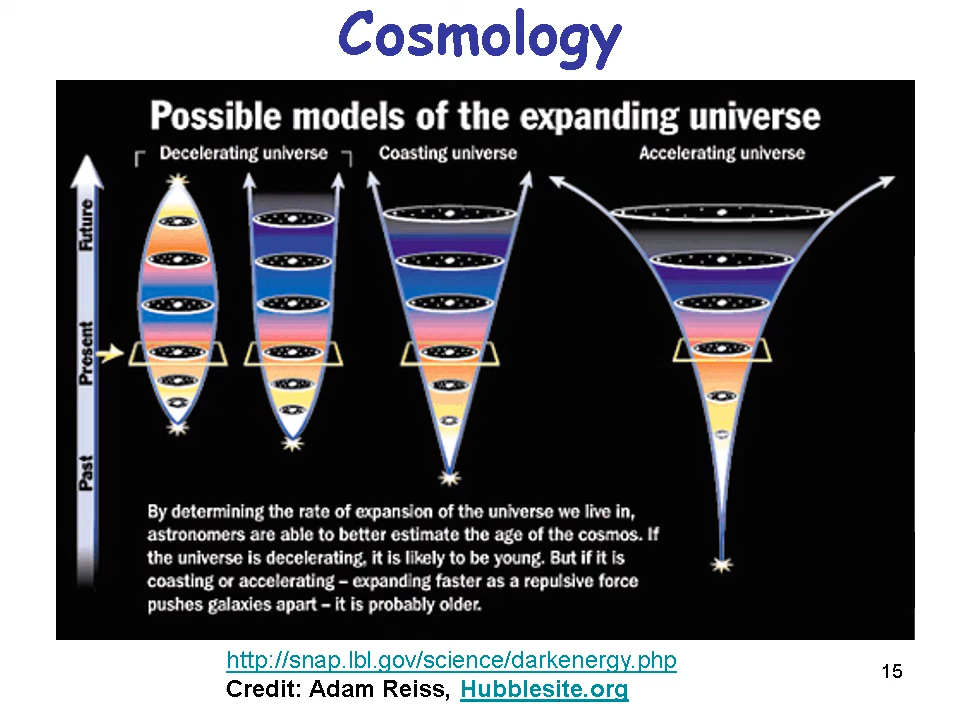 Cosmology
Possible models of the expanding universe
Decelerating universe
Coasting universe
Accelerating universe
Future
Present
Past
By determining the rate of expansion of the universe we live in,
astronomers are able to better estimate the age of the cosmos. If
the universe is decelerating, it is likely to be young. But if it is
coasting or accelerating – expanding faster as a repulsive force
pushes galaxies apart – it is probably older.
http://snap.lbl.gov/science/darkenergy.php
Credit: Adam Reiss, Hubblesite.org
15